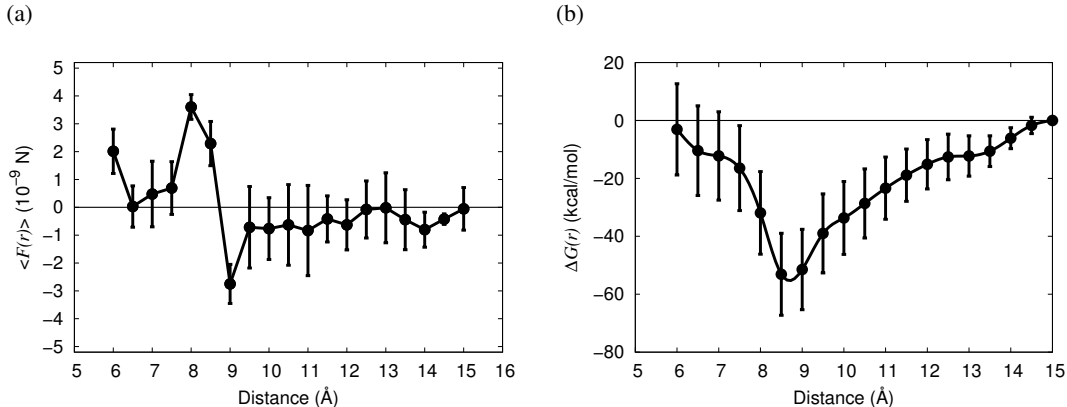 (a)
<F(r)> (10⁻⁹ N)
5
4
3
2
1
0
−1
−2
−3
−4
−5
5 6 7 8 9 10 11 12 13 14 15 16
Distance (Å)
(b)
ΔG(r) (kcal/mol)
20
0
−20
−40
−60
−80
5 6 7 8 9 10 11 12 13 14 15
Distance (Å)